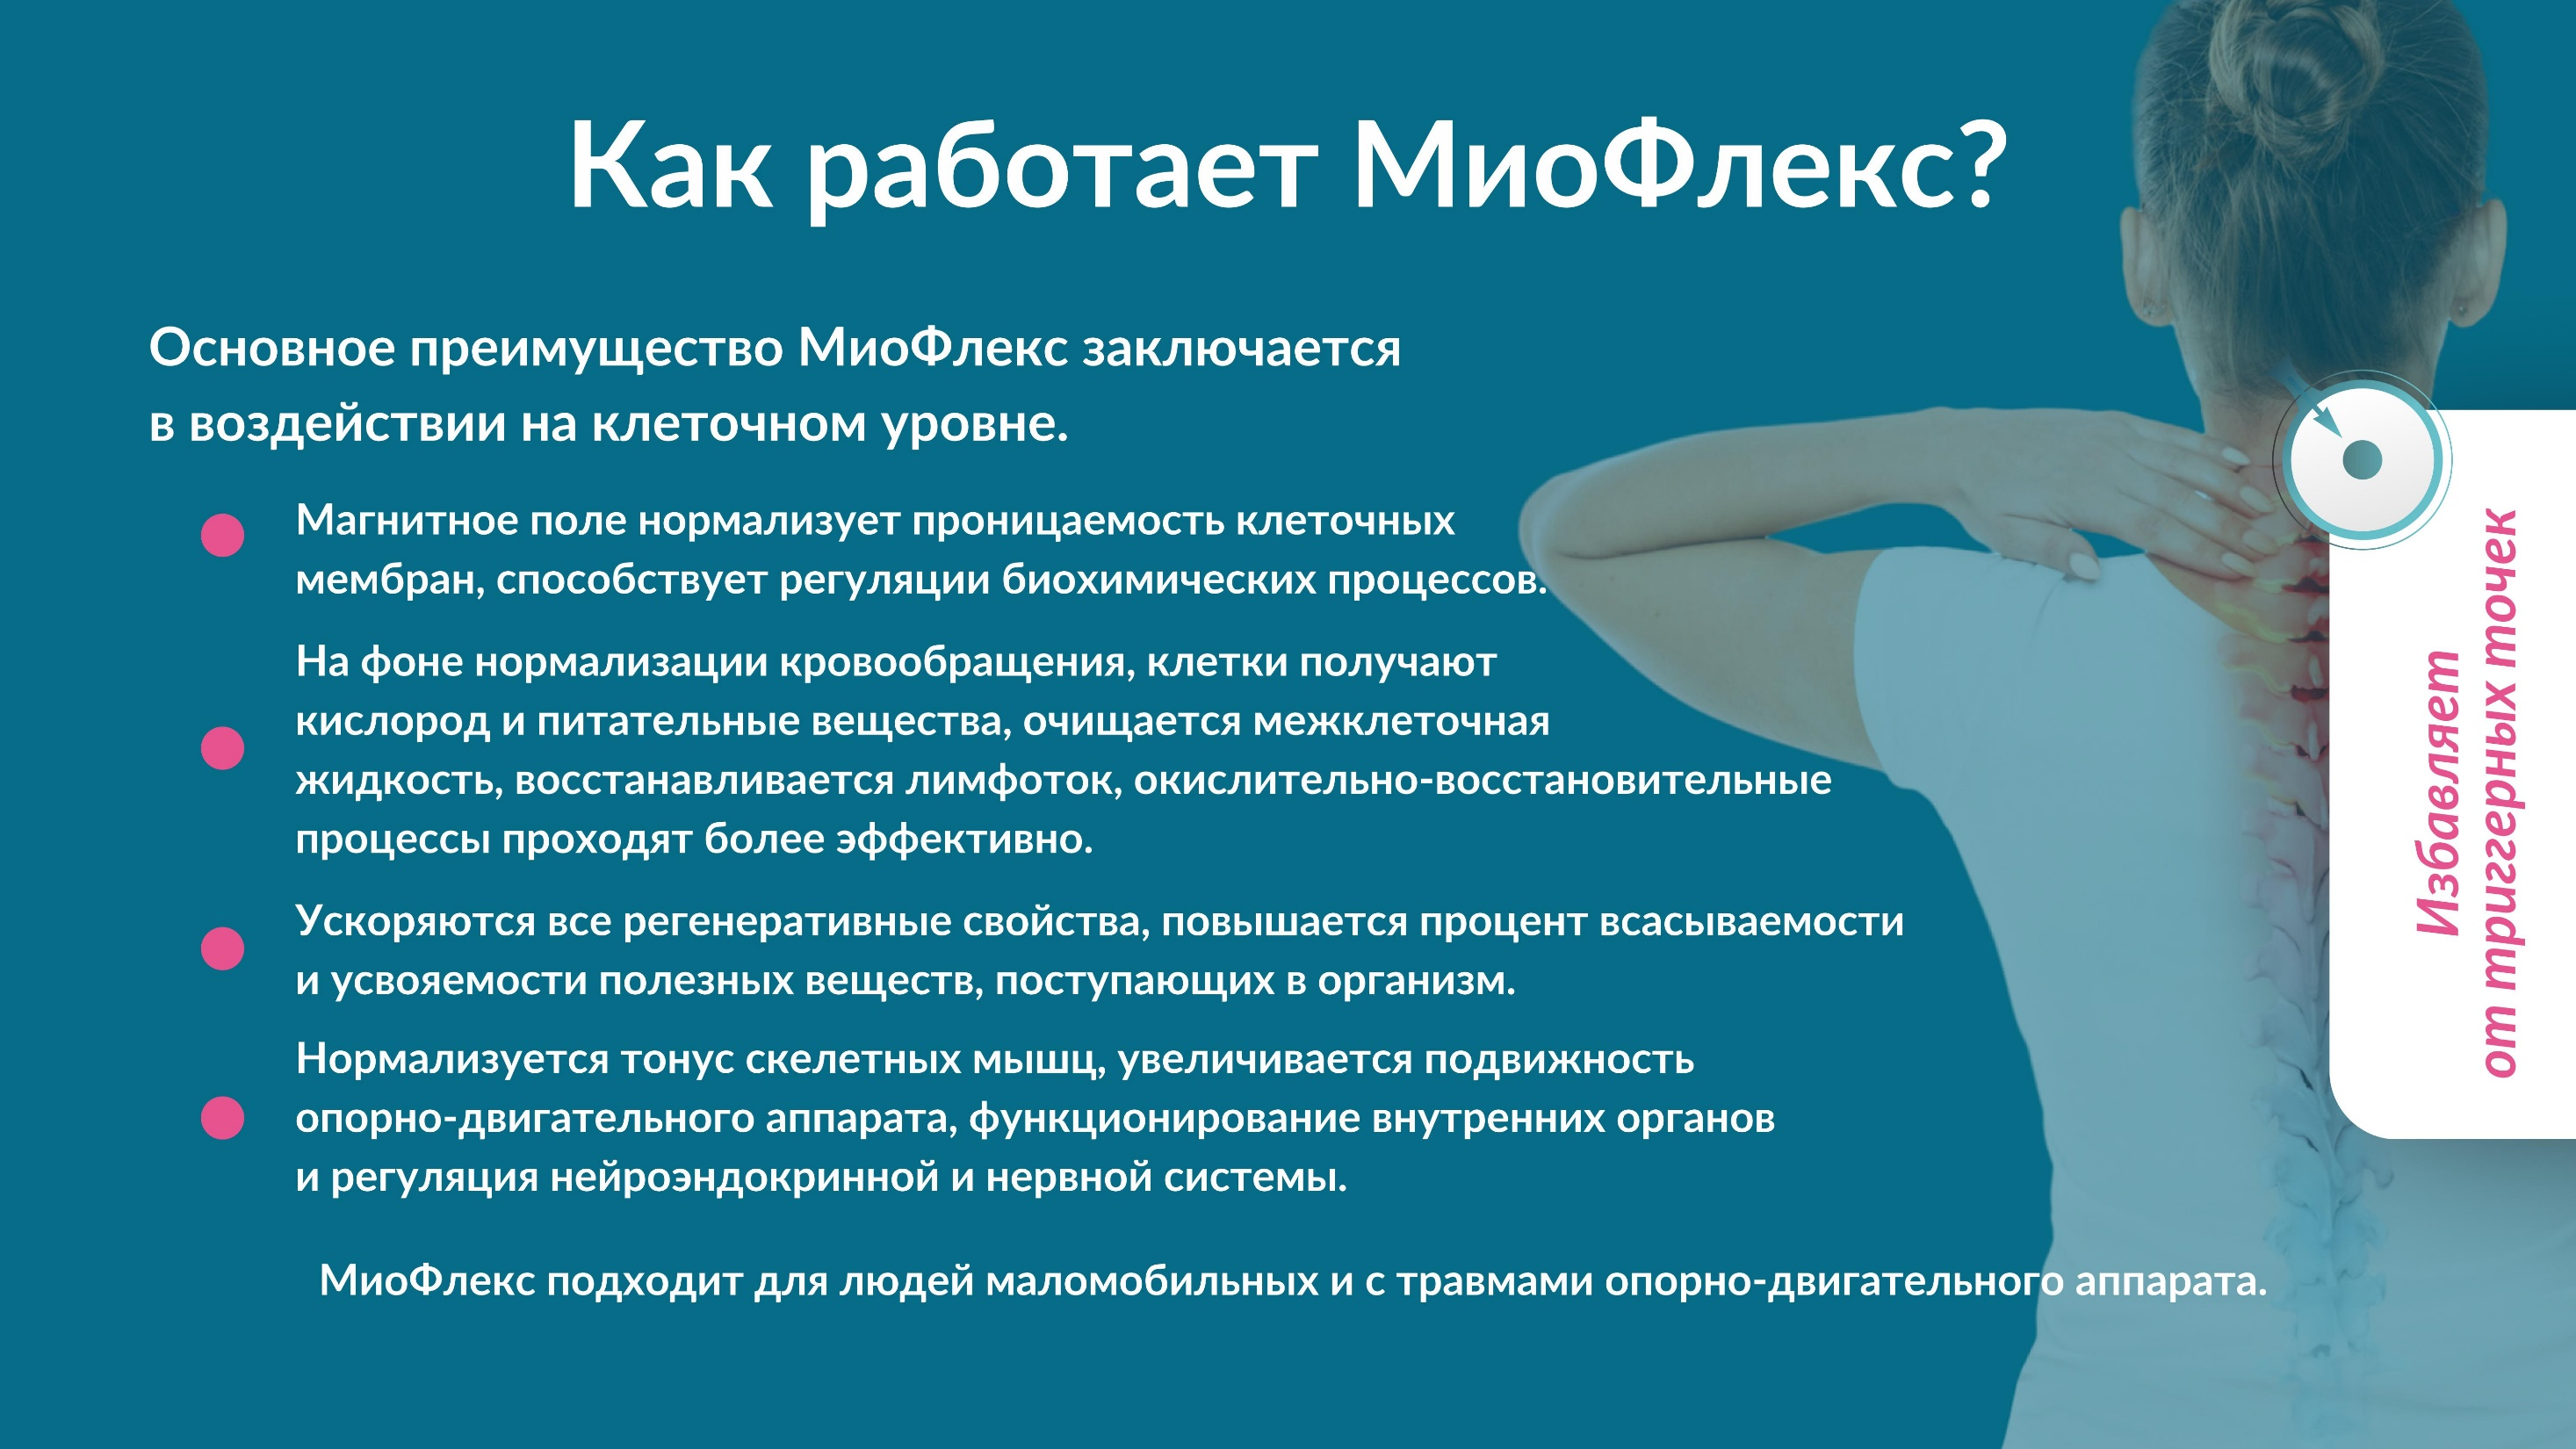 Как работает МиоФлекс?
Основное преимущество МиоФлекс заключается
в воздействии на клеточном уровне.
Магнитное поле нормализует проницаемость клеточных
мембран, способствует регуляции биохимических процессов.
На фоне нормализации кровообращения, клетки получают
кислород и питательные вещества, очищается межклеточная
жидкость, восстанавливается лимфоток, окислительно-восстановительные
процессы проходят более эффективно.
Ускоряются все регенеративные свойства, повышается процент всасываемости
и усвояемости полезных веществ, поступающих в организм.
Нормализуется тонус скелетных мышц, увеличивается подвижность
опорно-двигательного аппарата, функционирование внутренних органов
и регуляция нейроэндокринной и нервной системы.
МиоФлекс подходит для людей маломобильных и с травмами опорно-двигательного аппарата.
Избавляет
от триггерных точек